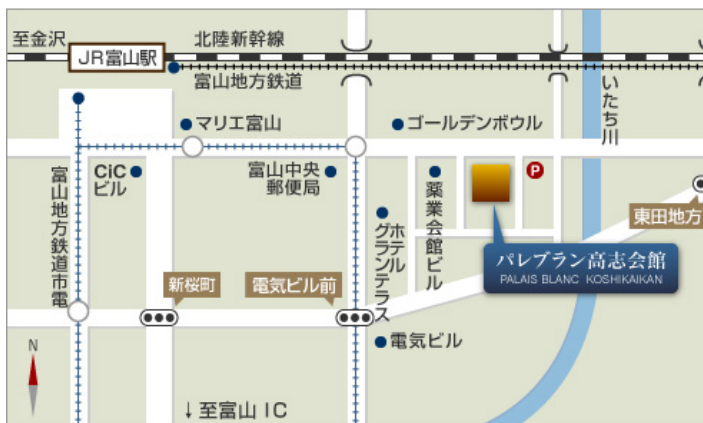 至金沢
北陸新幹線
JR富山駅
富山地方鉄道
いたち川
マリエ富山
ゴールデンボウル
CiC
ビル
富山中央
郵便局
薬業会館ビル
P
富山地方鉄道市電
ホテル
グランテラス
東田地方
パレブラン高志会館
PALAIS BLANC KOSHIKAIKAN
新桜町
電気ビル前
電気ビル
N
↓至富山IC